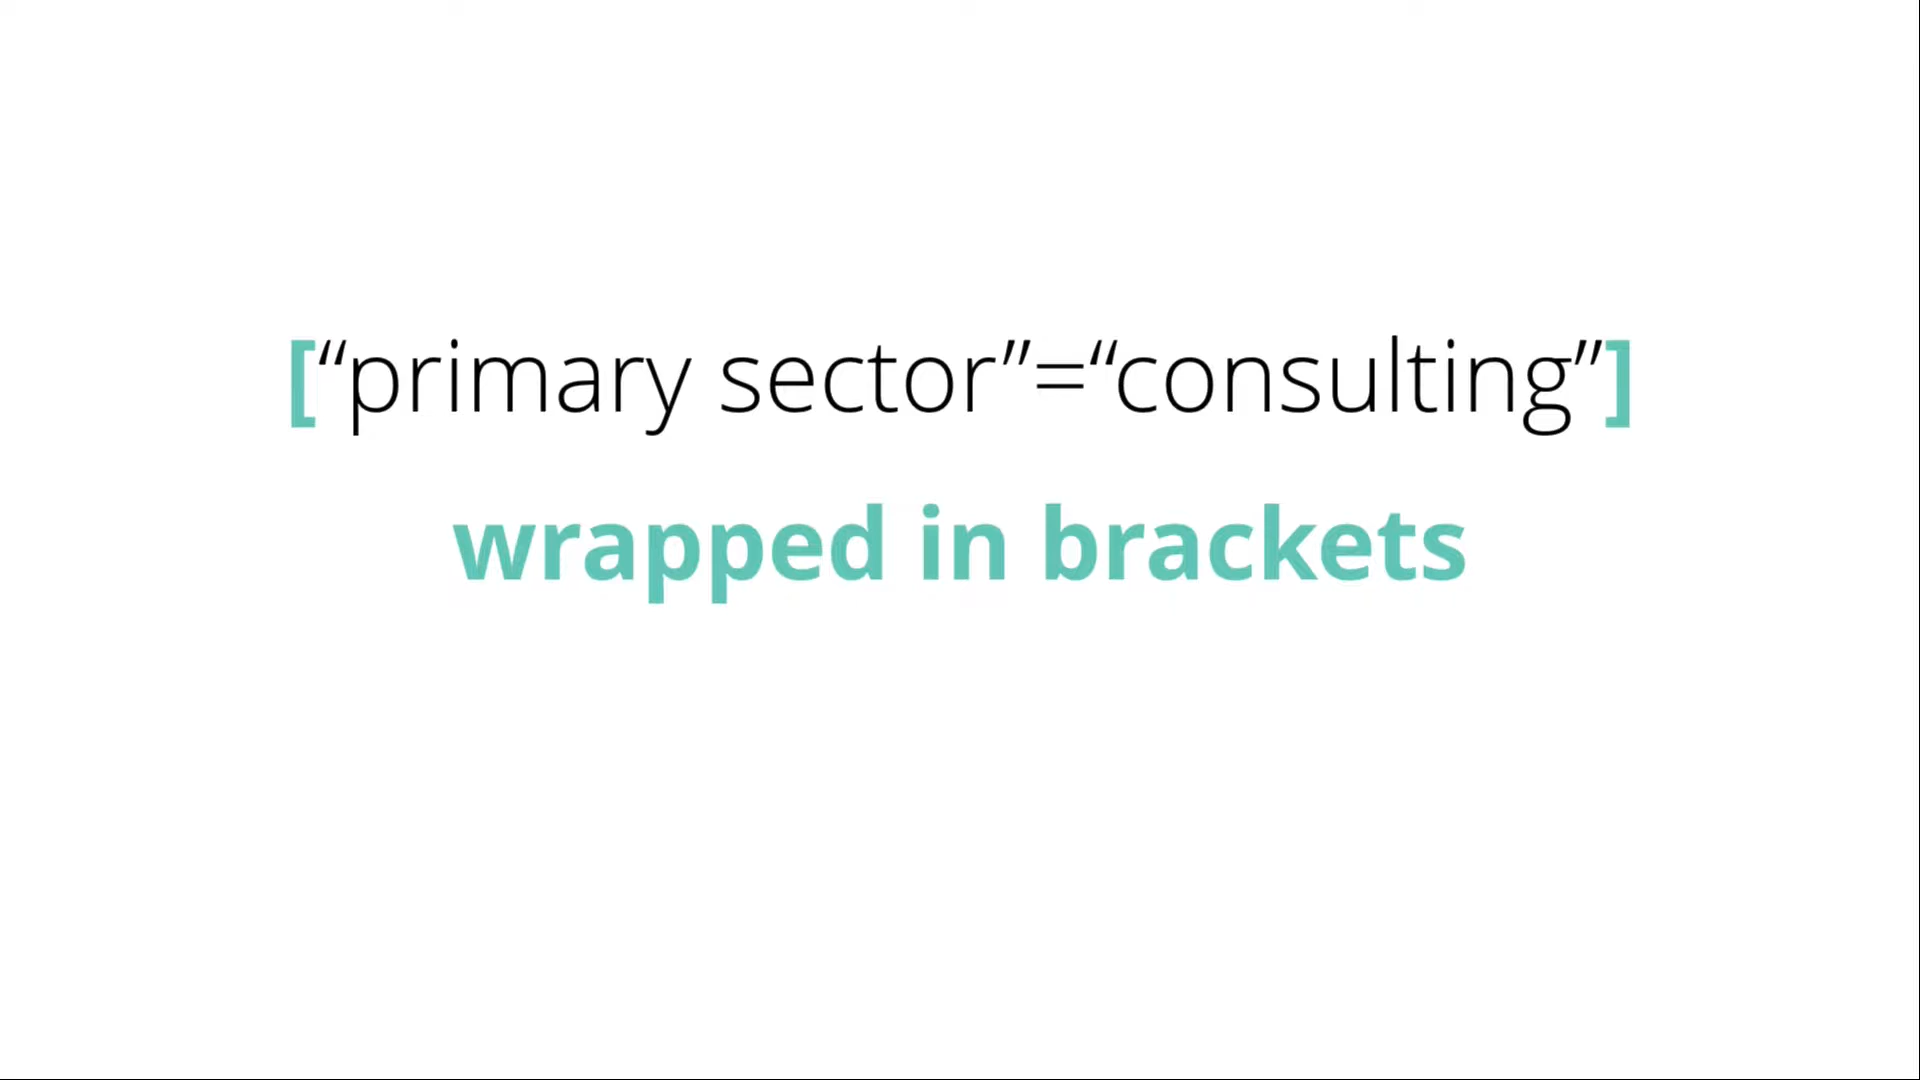 [“primary sector”=“consulting”]
wrapped in brackets